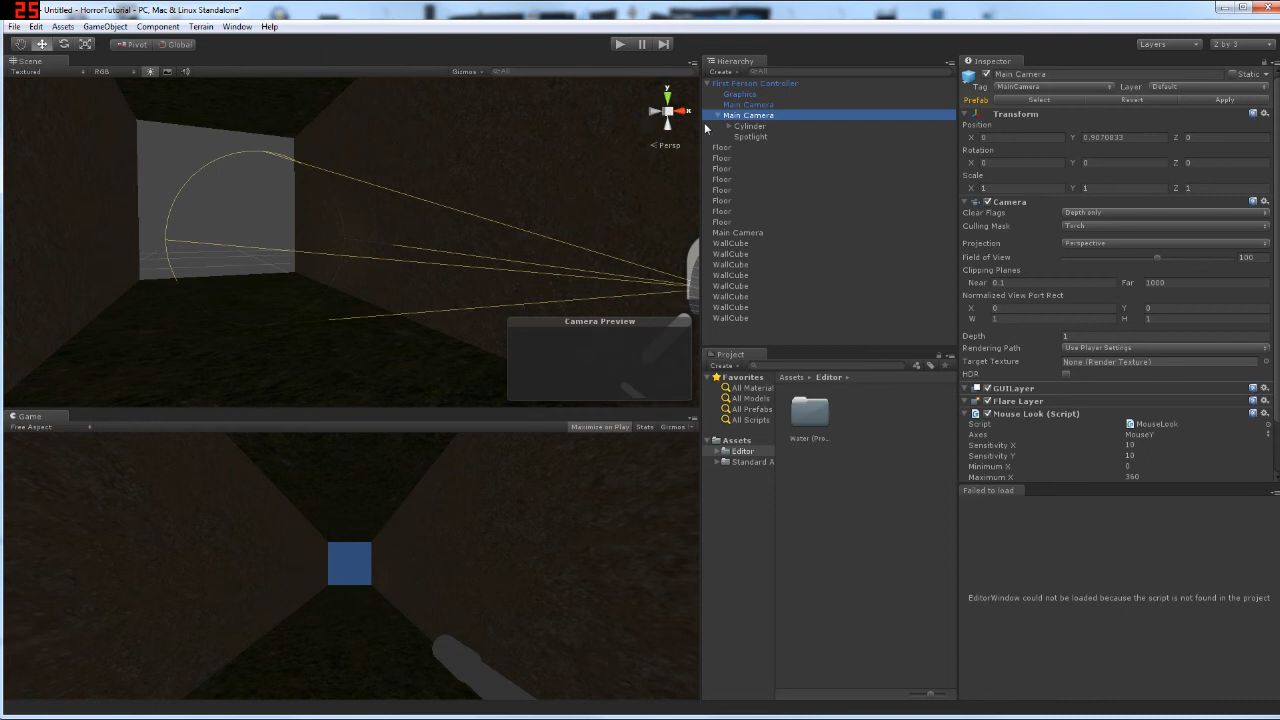 25
Untitled - HorrorTutorial - PC, Mac & Linux Standalone*
File Edit Assets GameObject Component Terrain Window Help
Pivot Global Layers 2 by 3
Scene
Textured RGB Gizmos All
y
x
Persp
Camera Preview
Game
Free Aspect Maximize on Play Stats Gizmos
Hierarchy
Create All
First Person Controller
Graphics
Main Camera
Main Camera
Cylinder
Spotlight
Floor
Floor
Floor
Floor
Floor
Floor
Floor
Floor
Main Camera
WallCube
WallCube
WallCube
WallCube
WallCube
WallCube
WallCube
WallCube
Project
Create
Favorites
All Material
All Models
All Prefabs
All Scripts
Assets
Editor
Standard A
Assets Editor
Water (Pro...
Inspector
Main Camera Static
Tag MainCamera Layer Default
Prefab Select Revert Apply
Transform
Position
X 0 Y 0.9070833 Z 0
Rotation
X 0 Y 0 Z 0
Scale
X 1 Y 1 Z 1
Camera
Clear Flags Depth only
Culling Mask Torch
Projection Perspective
Field of View 100
Clipping Planes
Near 0.1 Far 1000
Normalized View Port Rect
X 0 Y 0
W 1 H 1
Depth 1
Rendering Path Use Player Settings
Target Texture None (Render Texture)
HDR
GUILayer
Flare Layer
Mouse Look (Script)
Script MouseLook
Axes MouseY
Sensitivity X 10
Sensitivity Y 10
Minimum X 0
Maximum X 360
Failed to load
EditorWindow could not be loaded because the script is not found in the project